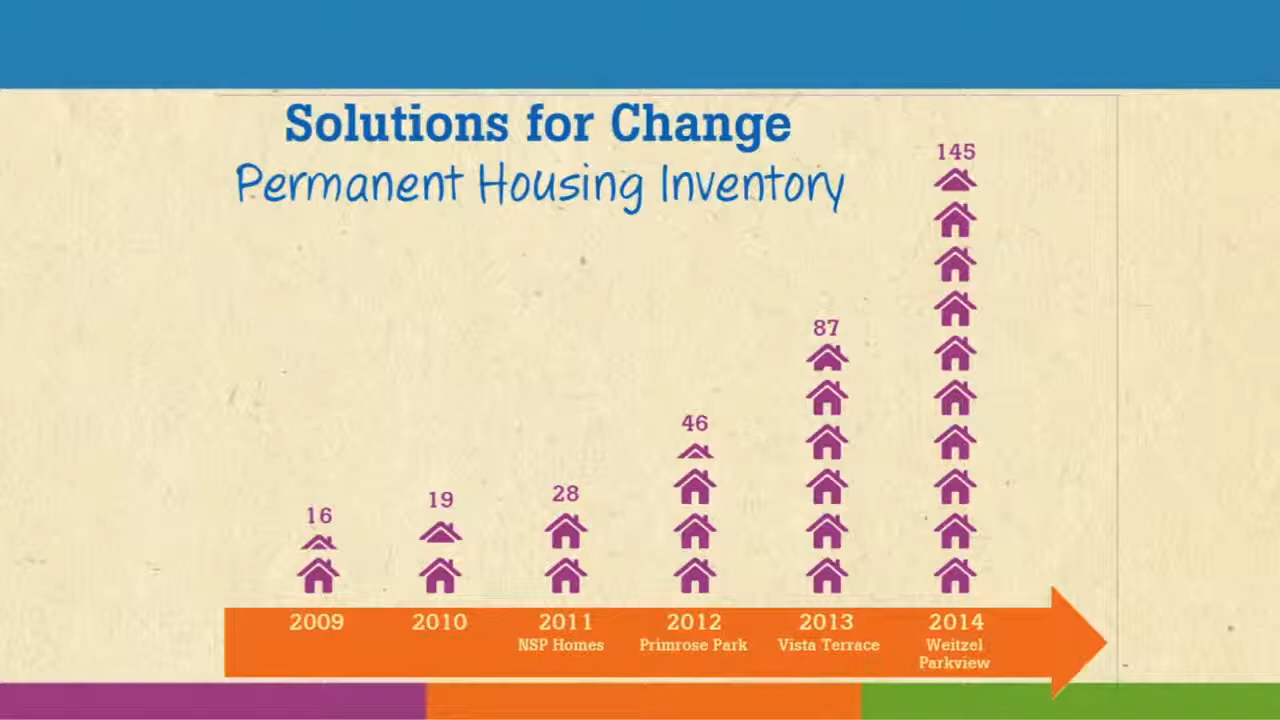 Solutions for Change
Permanent Housing Inventory
145
87
46
28
19
16
2009 2010 2011 2012 2013 2014
NSP Homes Primrose Park Vista Terrace Weitzel
Parkview